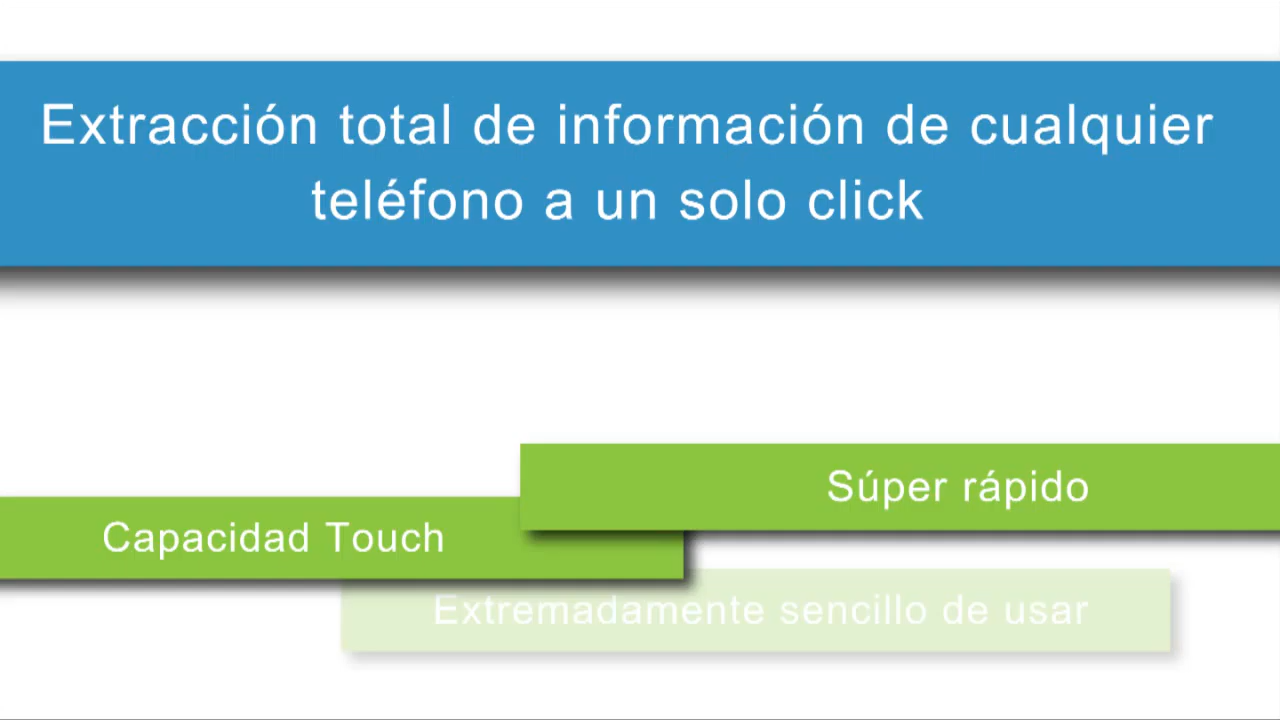 Extracción total de información de cualquier
teléfono a un solo click
Súper rápido
Capacidad Touch
Extremadamente sencillo de usar